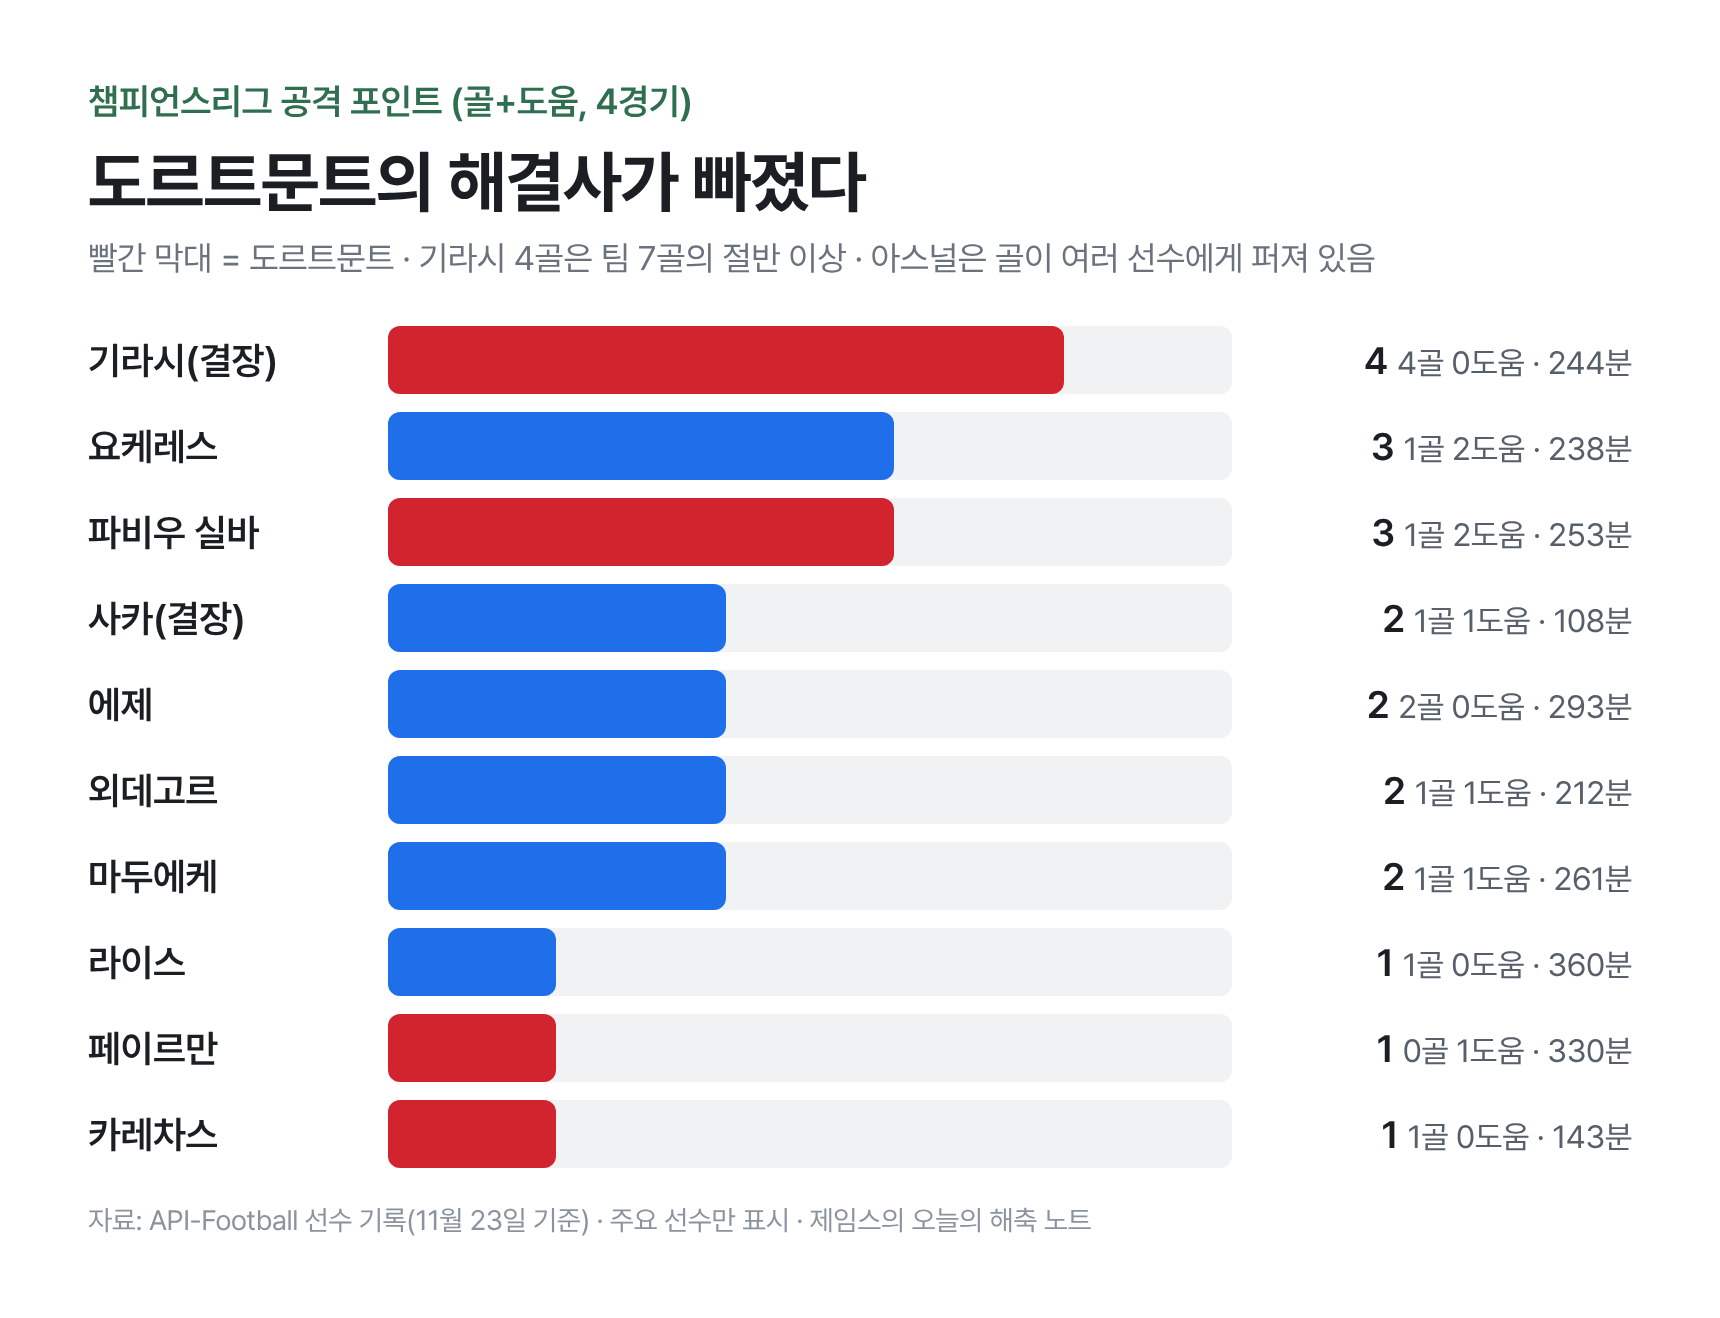 챔피언스리그 공격 포인트 (골+도움, 4경기)
도르트문트의 해결사가 빠졌다
빨간 막대 = 도르트문트 · 기라시 4골은 팀 7골의 절반 이상 · 아스널은 골이 여러 선수에게 퍼져 있음
기라시(결장) 4 4골 0도움 · 244분
요케레스 3 1골 2도움 · 238분
파비우 실바 3 1골 2도움 · 253분
사카(결장) 2 1골 1도움 · 108분
에제 2 2골 0도움 · 293분
외데고르 2 1골 1도움 · 212분
마두에케 2 1골 1도움 · 261분
라이스 1 1골 0도움 · 360분
페이르만 1 0골 1도움 · 330분
카레차스 1 1골 0도움 · 143분
자료: API-Football 선수 기록(11월 23일 기준) · 주요 선수만 표시 · 제임스의 오늘의 해축 노트